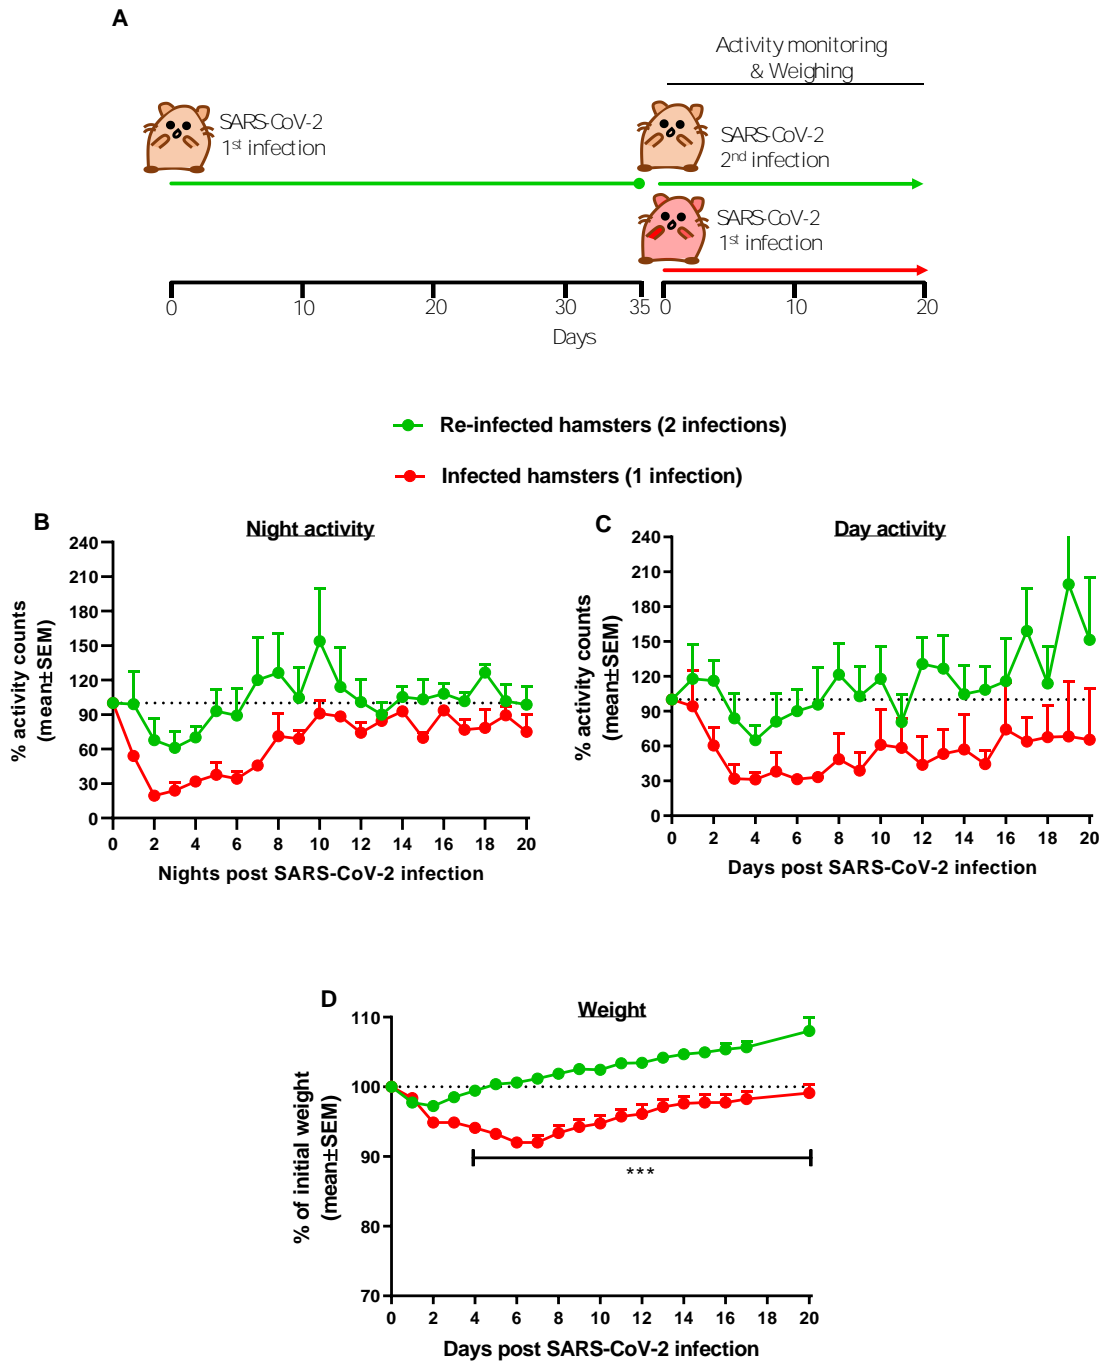 A
Activity monitoring
& Weighing
SARS-CoV-2
1st infection
SARS-CoV-2
2nd infection
SARS-CoV-2
1st infection
0 10 20 30 35 0 10 20
Days
Re-infected hamsters (2 infections)
Infected hamsters (1 infection)
B
Night activity
% activity counts
(mean±SEM)
240
210
180
150
120
90
60
30
0
0 2 4 6 8 10 12 14 16 18 20
Nights post SARS-CoV-2 infection
C
Day activity
% activity counts
(mean±SEM)
240
210
180
150
120
90
60
30
0
0 2 4 6 8 10 12 14 16 18 20
Days post SARS-CoV-2 infection
D
Weight
% of initial weight
(mean±SEM)
110
100
90
80
70
***
0 2 4 6 8 10 12 14 16 18 20
Days post SARS-CoV-2 infection